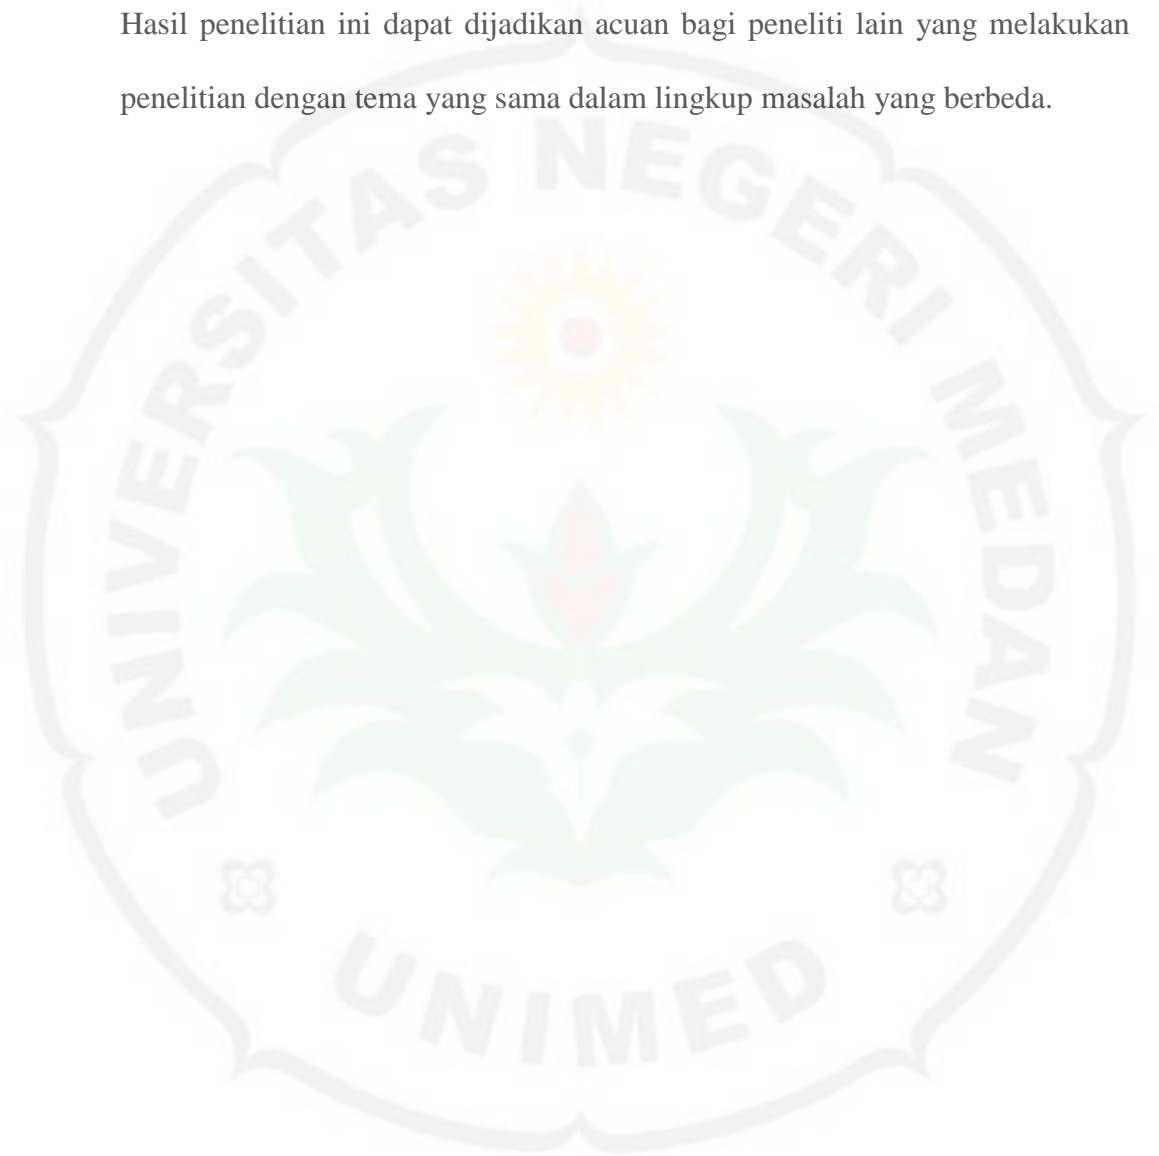 Hasil penelitian ini dapat dijadikan acuan bagi peneliti lain yang melakukan
penelitian dengan tema yang sama dalam lingkup masalah yang berbeda.
UNIVERSITAS NEGERI MEDAN
UNIMED